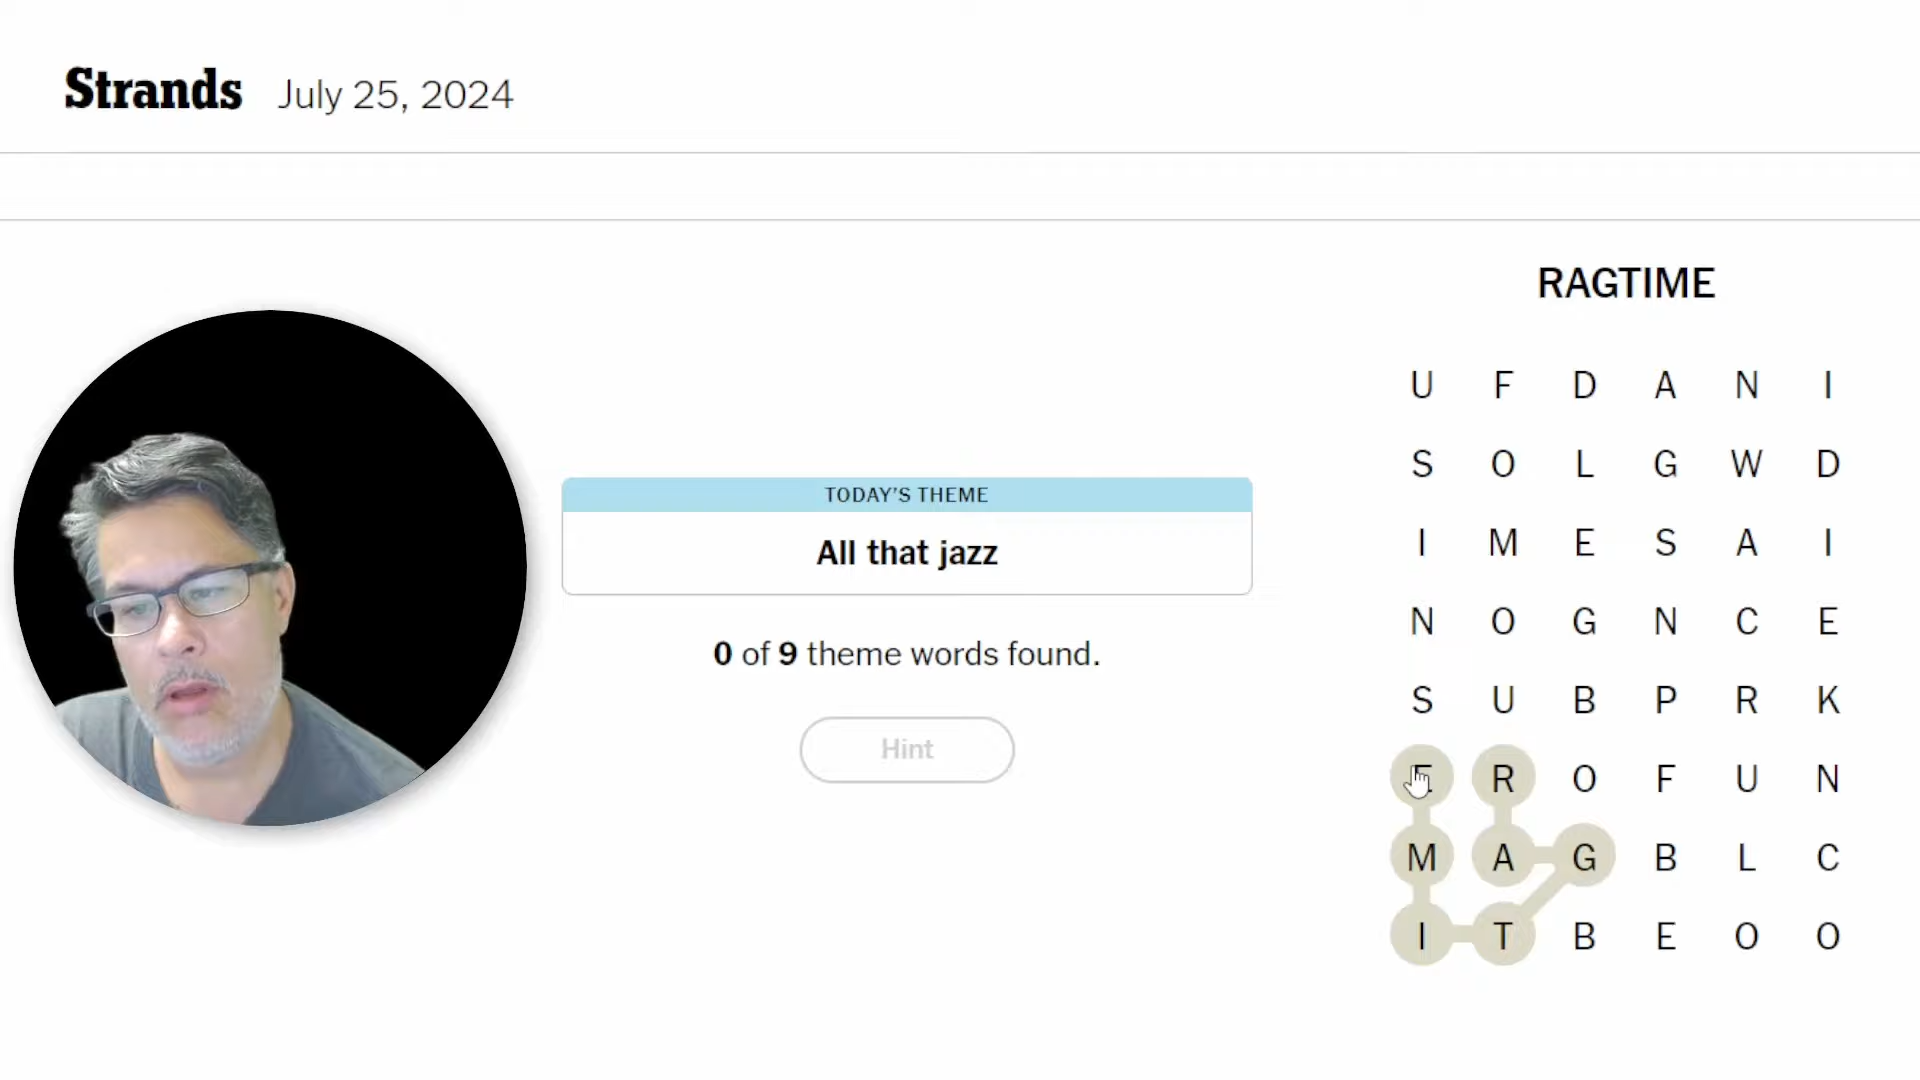 Strands July 25, 2024
RAGTIME
TODAY'S THEME
All that jazz
0 of 9 theme words found.
Hint
U F D A N I
S O L G W D
I M E S A I
N O G N C E
S U B P R K
E R O F U N
M A G B L C
I T B E O O